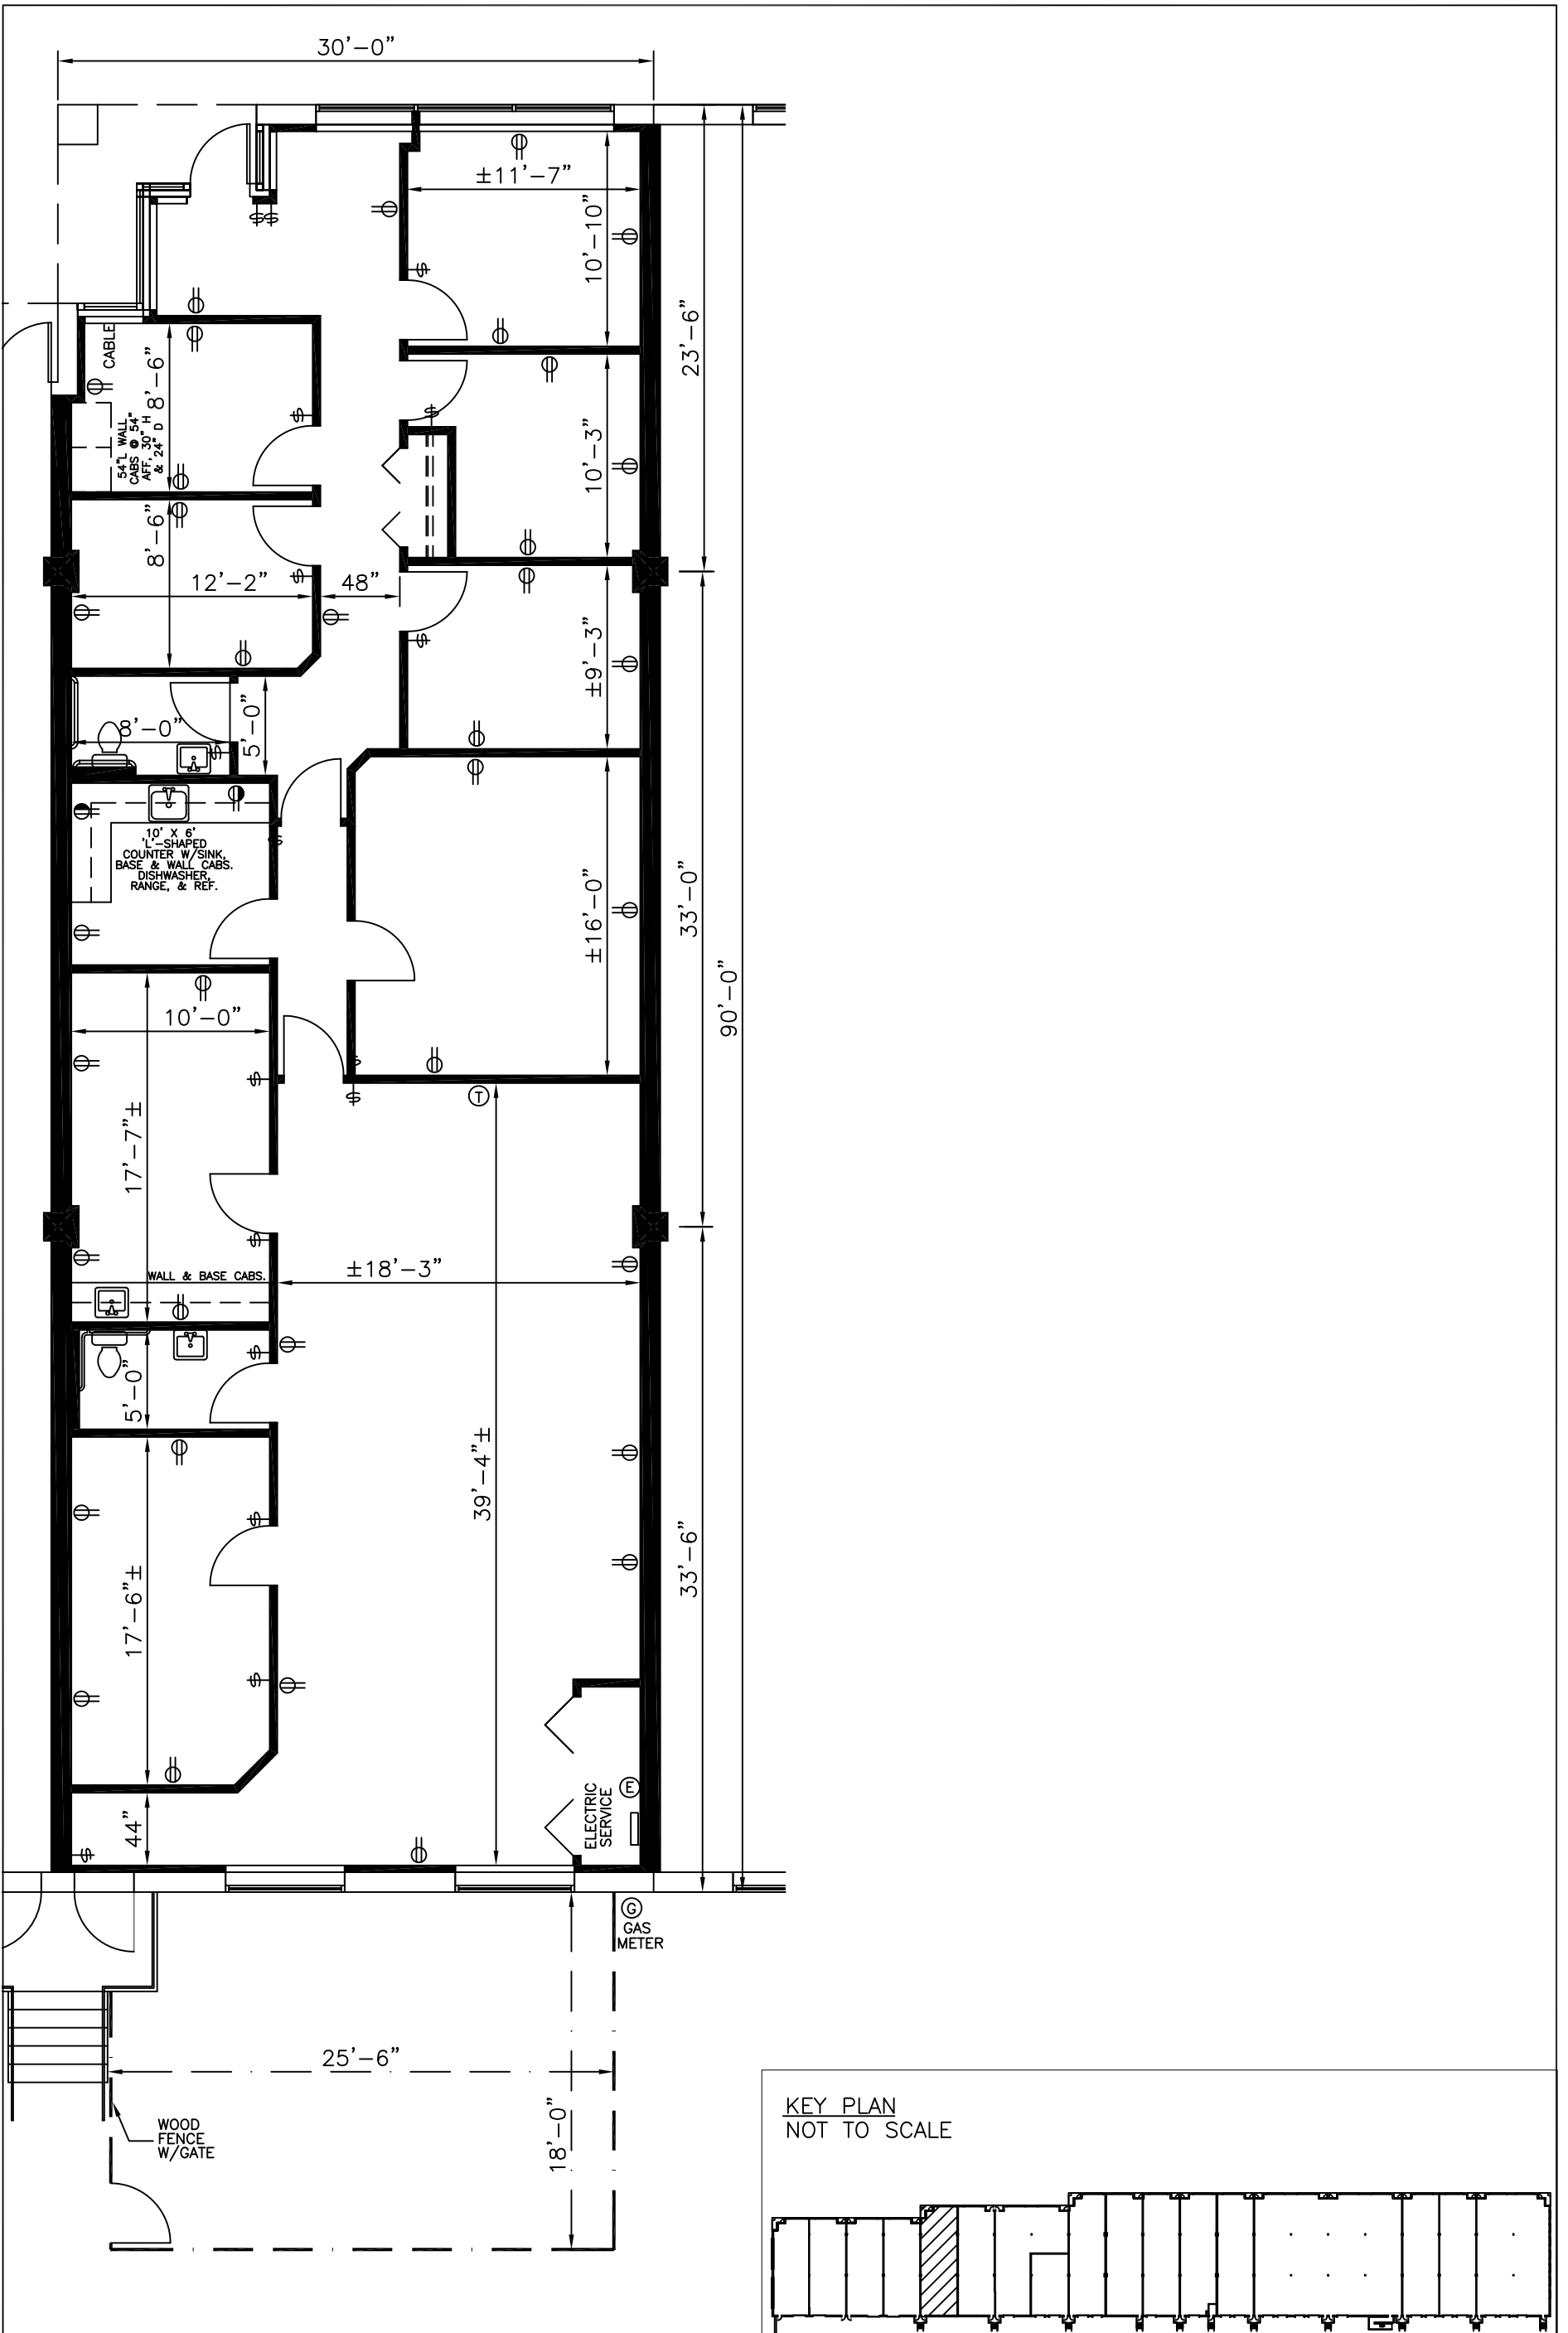 30'-0"
±11'-7"
10'-10"
23'-6"
CABLE
8'-6"
54"L WALL
CABS @ 54"
AFF, 30" H
& 24" D
10'-3"
8'-6"
12'-2"
48"
±9'-3"
8'-0"
5'-0"
10' X 6'
'L'-SHAPED
COUNTER W/SINK,
BASE & WALL CABS.
DISHWASHER,
RANGE, & REF.
±16'-0"
33'-0"
90'-0"
10'-0"
T
17'-7"±
WALL & BASE CABS.
±18'-3"
5'-0"
39'-4"±
33'-6"
17'-6"±
44"
ELECTRIC
SERVICE
E
G
GAS
METER
25'-6"
18'-0"
WOOD
FENCE
W/GATE
KEY PLAN
NOT TO SCALE